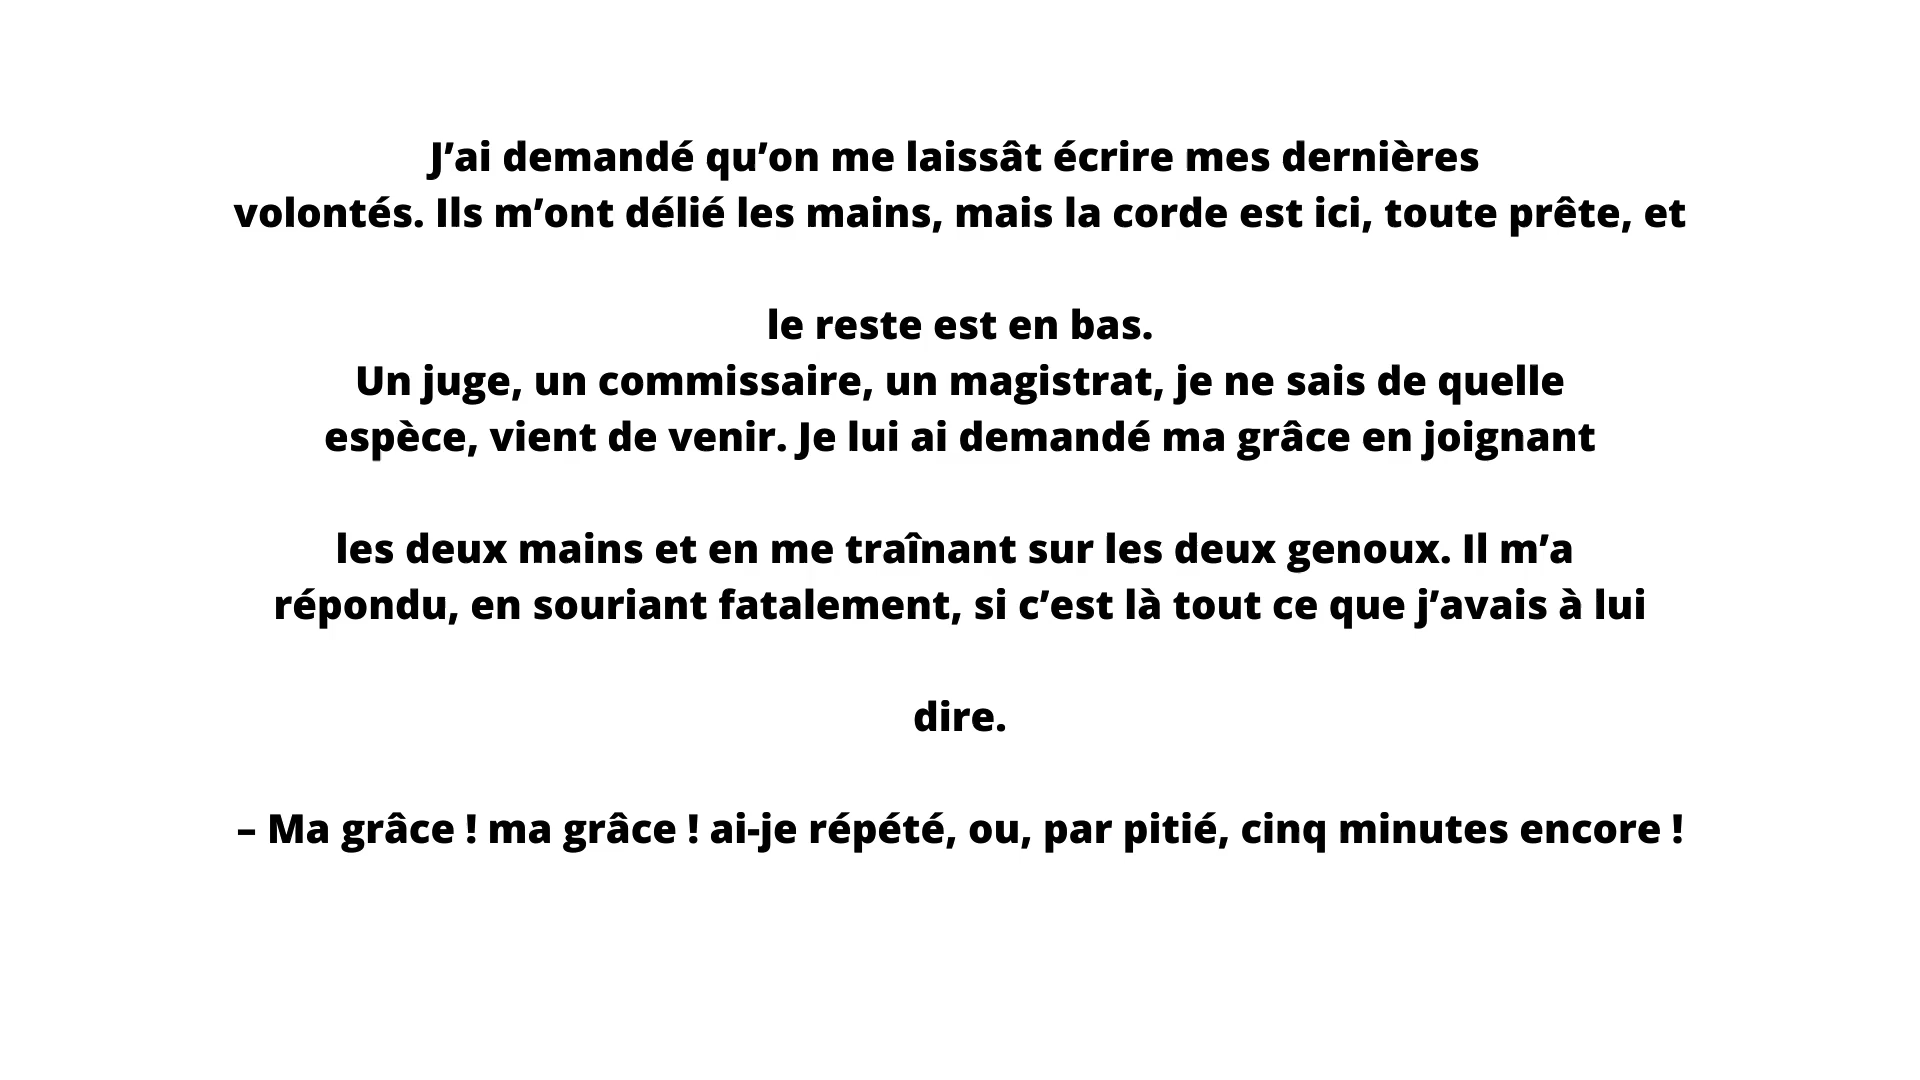 J’ai demandé qu’on me laissât écrire mes dernières
volontés. Ils m’ont délié les mains, mais la corde est ici, toute prête, et
le reste est en bas.
Un juge, un commissaire, un magistrat, je ne sais de quelle
espèce, vient de venir. Je lui ai demandé ma grâce en joignant
les deux mains et en me traînant sur les deux genoux. Il m’a
répondu, en souriant fatalement, si c’est là tout ce que j’avais à lui
dire.
– Ma grâce ! ma grâce ! ai-je répété, ou, par pitié, cinq minutes encore !